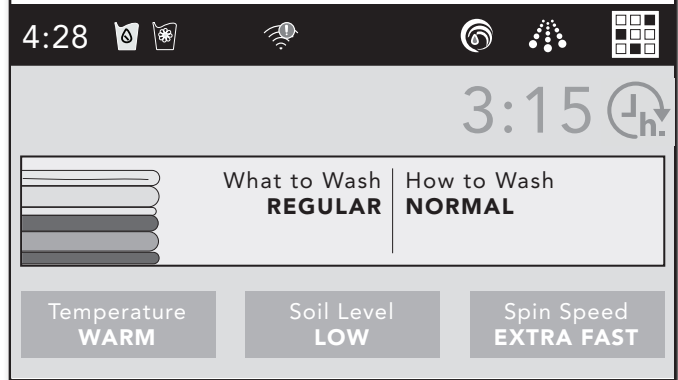 4:28
3:15 h.
What to Wash
REGULAR
How to Wash
NORMAL
Temperature
WARM
Soil Level
LOW
Spin Speed
EXTRA FAST